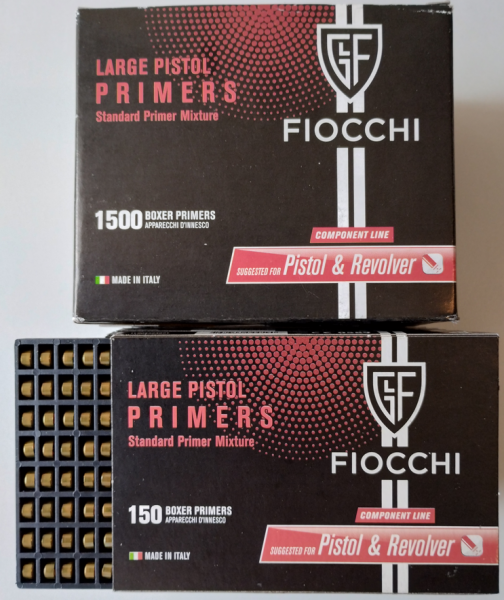 GLF
LARGE PISTOL
PRIMERS
Standard Primer Mixture
FIOCCHI
1500 BOXER PRIMERS
APPARECCHI D'INNESCO
COMPONENT LINE
SUGGESTED FOR Pistol & Revolver
MADE IN ITALY
GLF
LARGE PISTOL
PRIMERS
Standard Primer Mixture
FIOCCHI
150 BOXER PRIMERS
APPARECCHI D'INNESCO
COMPONENT LINE
SUGGESTED FOR Pistol & Revolver
MADE IN ITALY